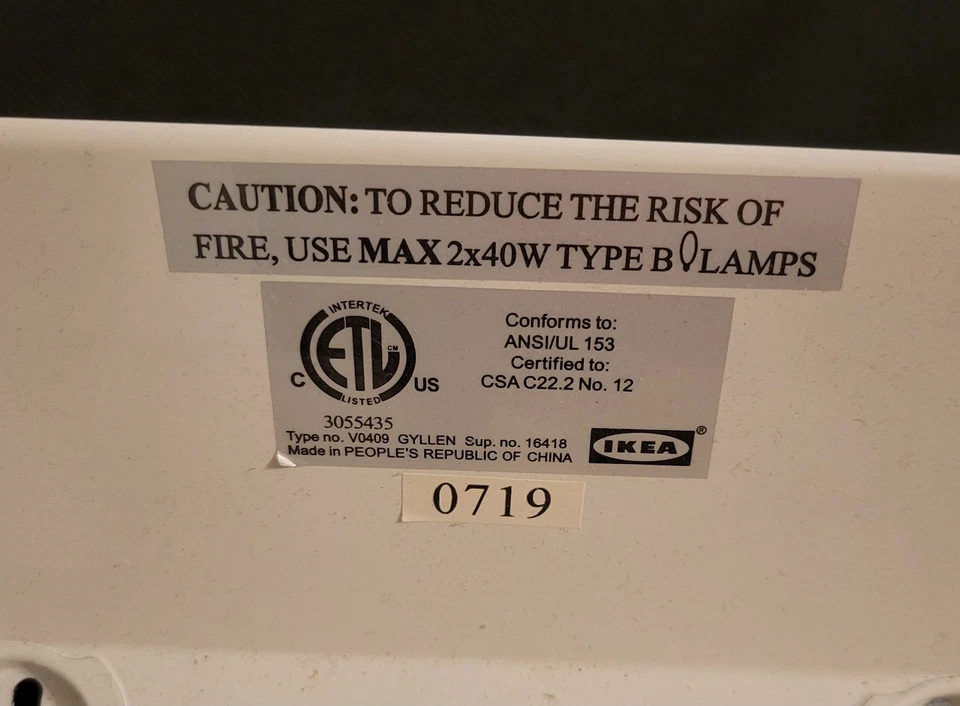 CAUTION: TO REDUCE THE RISK OF
FIRE, USE MAX 2x40W TYPE B LAMPS
INTERTEK
ETL CM
C US
LISTED
Conforms to:
ANSI/UL 153
Certified to:
CSA C22.2 No. 12
3055435
Type no. V0409 GYLLEN Sup. no. 16418
Made in PEOPLE'S REPUBLIC OF CHINA
IKEA®
0719